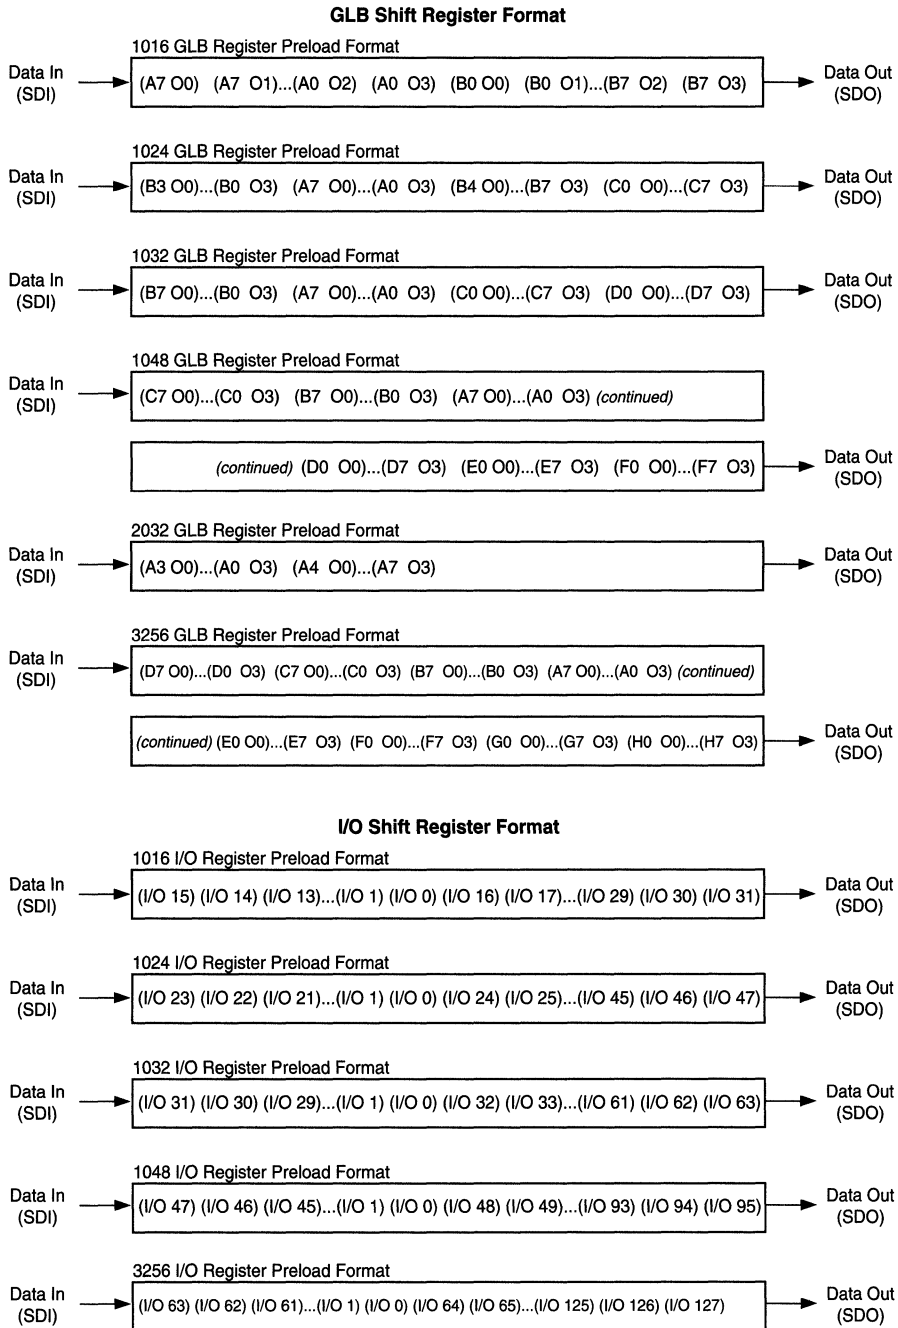 GLB Shift Register Format
1016 GLB Register Preload Format
Data In
(SDI)
(A7 O0) (A7 O1)...(A0 O2) (A0 O3) (B0 O0) (B0 O1)...(B7 O2) (B7 O3)
Data Out
(SDO)
1024 GLB Register Preload Format
Data In
(SDI)
(B3 O0)...(B0 O3) (A7 O0)...(A0 O3) (B4 O0)...(B7 O3) (C0 O0)...(C7 O3)
Data Out
(SDO)
1032 GLB Register Preload Format
Data In
(SDI)
(B7 O0)...(B0 O3) (A7 O0)...(A0 O3) (C0 O0)...(C7 O3) (D0 O0)...(D7 O3)
Data Out
(SDO)
1048 GLB Register Preload Format
Data In
(SDI)
(C7 O0)...(C0 O3) (B7 O0)...(B0 O3) (A7 O0)...(A0 O3) (continued)
(continued) (D0 O0)...(D7 O3) (E0 O0)...(E7 O3) (F0 O0)...(F7 O3)
Data Out
(SDO)
2032 GLB Register Preload Format
Data In
(SDI)
(A3 O0)...(A0 O3) (A4 O0)...(A7 O3)
Data Out
(SDO)
3256 GLB Register Preload Format
Data In
(SDI)
(D7 O0)...(D0 O3) (C7 O0)...(C0 O3) (B7 O0)...(B0 O3) (A7 O0)...(A0 O3) (continued)
(continued) (E0 O0)...(E7 O3) (F0 O0)...(F7 O3) (G0 O0)...(G7 O3) (H0 O0)...(H7 O3)
Data Out
(SDO)
I/O Shift Register Format
1016 I/O Register Preload Format
Data In
(SDI)
(I/O 15) (I/O 14) (I/O 13)...(I/O 1) (I/O 0) (I/O 16) (I/O 17)...(I/O 29) (I/O 30) (I/O 31)
Data Out
(SDO)
1024 I/O Register Preload Format
Data In
(SDI)
(I/O 23) (I/O 22) (I/O 21)...(I/O 1) (I/O 0) (I/O 24) (I/O 25)...(I/O 45) (I/O 46) (I/O 47)
Data Out
(SDO)
1032 I/O Register Preload Format
Data In
(SDI)
(I/O 31) (I/O 30) (I/O 29)...(I/O 1) (I/O 0) (I/O 32) (I/O 33)...(I/O 61) (I/O 62) (I/O 63)
Data Out
(SDO)
1048 I/O Register Preload Format
Data In
(SDI)
(I/O 47) (I/O 46) (I/O 45)...(I/O 1) (I/O 0) (I/O 48) (I/O 49)...(I/O 93) (I/O 94) (I/O 95)
Data Out
(SDO)
3256 I/O Register Preload Format
Data In
(SDI)
(I/O 63) (I/O 62) (I/O 61)...(I/O 1) (I/O 0) (I/O 64) (I/O 65)...(I/O 125) (I/O 126) (I/O 127)
Data Out
(SDO)